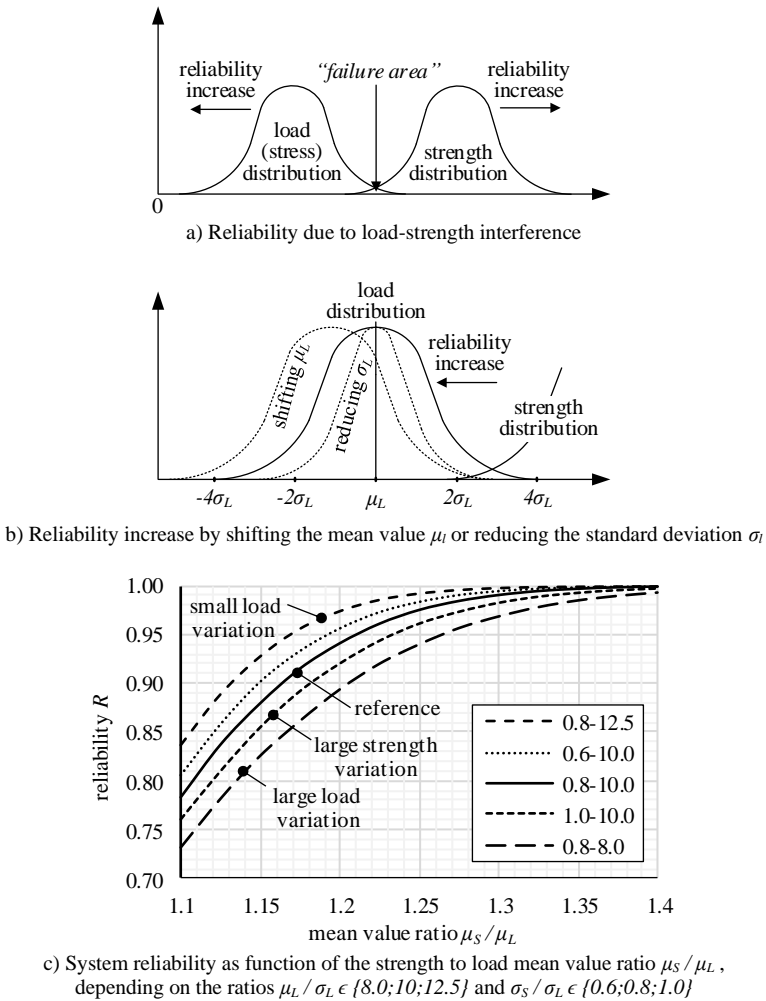 reliability
increase
"failure area"
reliability
increase
load
(stress)
distribution
strength
distribution
0
a) Reliability due to load-strength interference
load
distribution
shifting μL
reducing σL
reliability
increase
strength
distribution
-4σL
-2σL
μL
2σL
4σL
b) Reliability increase by shifting the mean value μl or reducing the standard deviation σl
1.00
0.95
0.90
0.85
0.80
0.75
0.70
reliability R
small load
variation
reference
large strength
variation
large load
variation
0.8-12.5
0.6-10.0
0.8-10.0
1.0-10.0
0.8-8.0
1.1
1.15
1.2
1.25
1.3
1.35
1.4
mean value ratio μS / μL
c) System reliability as function of the strength to load mean value ratio μS / μL ,
depending on the ratios μL / σL ϵ {8.0;10;12.5} and σS / σL ϵ {0.6;0.8;1.0}